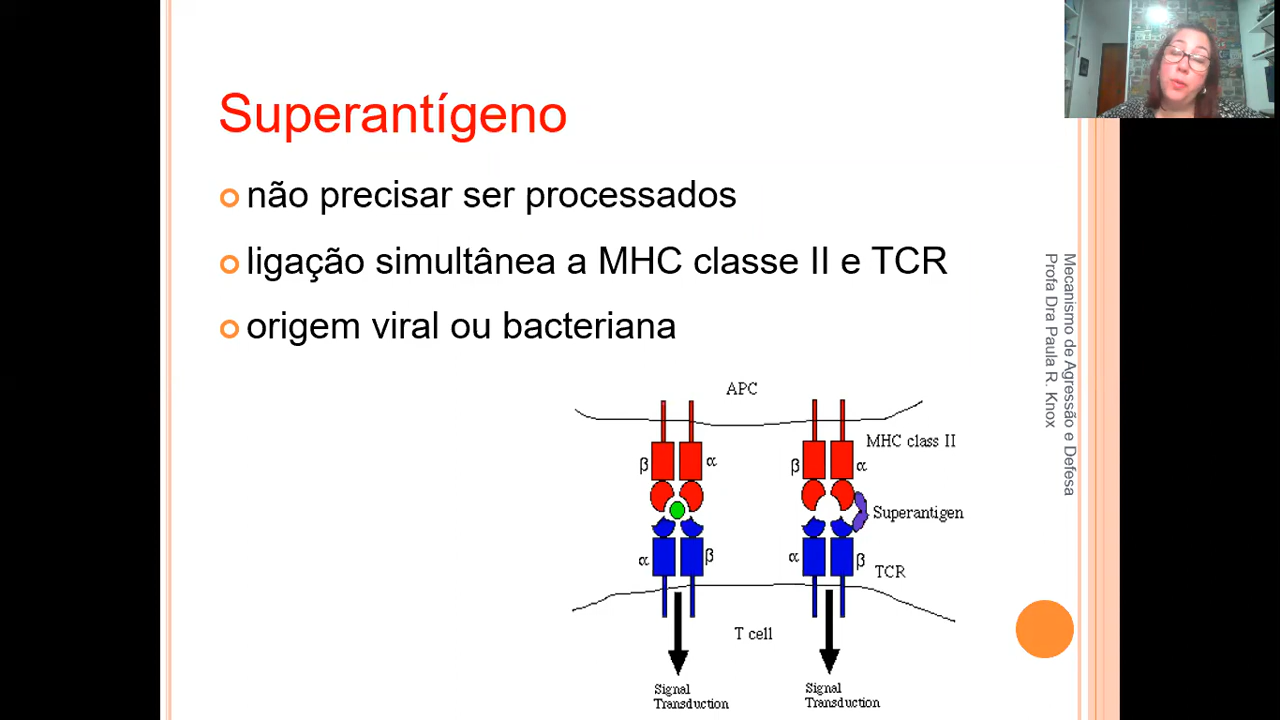 Superantígeno
não precisar ser processados
ligação simultânea a MHC classe II e TCR
origem viral ou bacteriana
Mecanismo de Agressão e Defesa
Profa Dra Paula R. Knox
APC
MHC class II
β
α
β
α
Superantigen
α
β
α
β
TCR
T cell
Signal
Transduction
Signal
Transduction